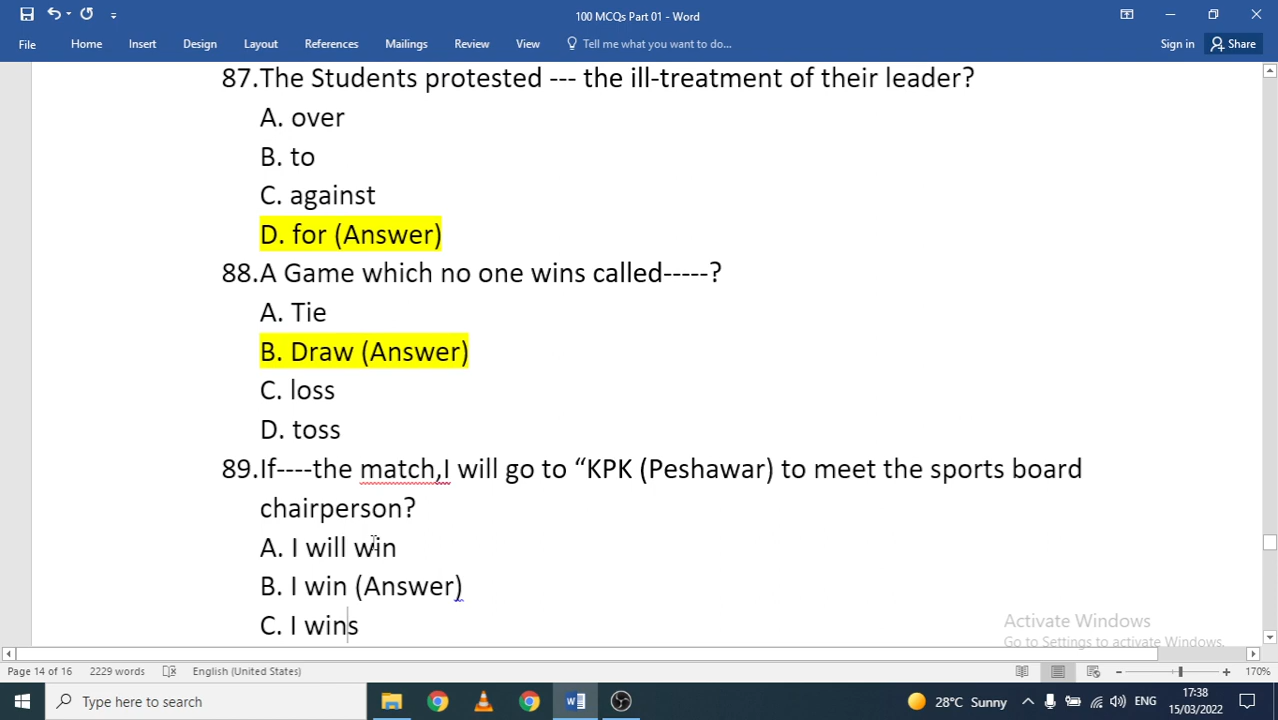 100 MCQs Part 01 - Word
File Home Insert Design Layout References Mailings Review View Tell me what you want to do... Sign in Share
87.The Students protested --- the ill-treatment of their leader?
A. over
B. to
C. against
D. for (Answer)
88.A Game which no one wins called-----?
A. Tie
B. Draw (Answer)
C. loss
D. toss
89.If----the match,I will go to “KPK (Peshawar) to meet the sports board
chairperson?
A. I will win
B. I win (Answer)
C. I wins
Activate Windows
Go to Settings to activate Windows.
Page 14 of 16 2229 words English (United States) 170%
Type here to search 28°C Sunny ENG 17:38
15/03/2022